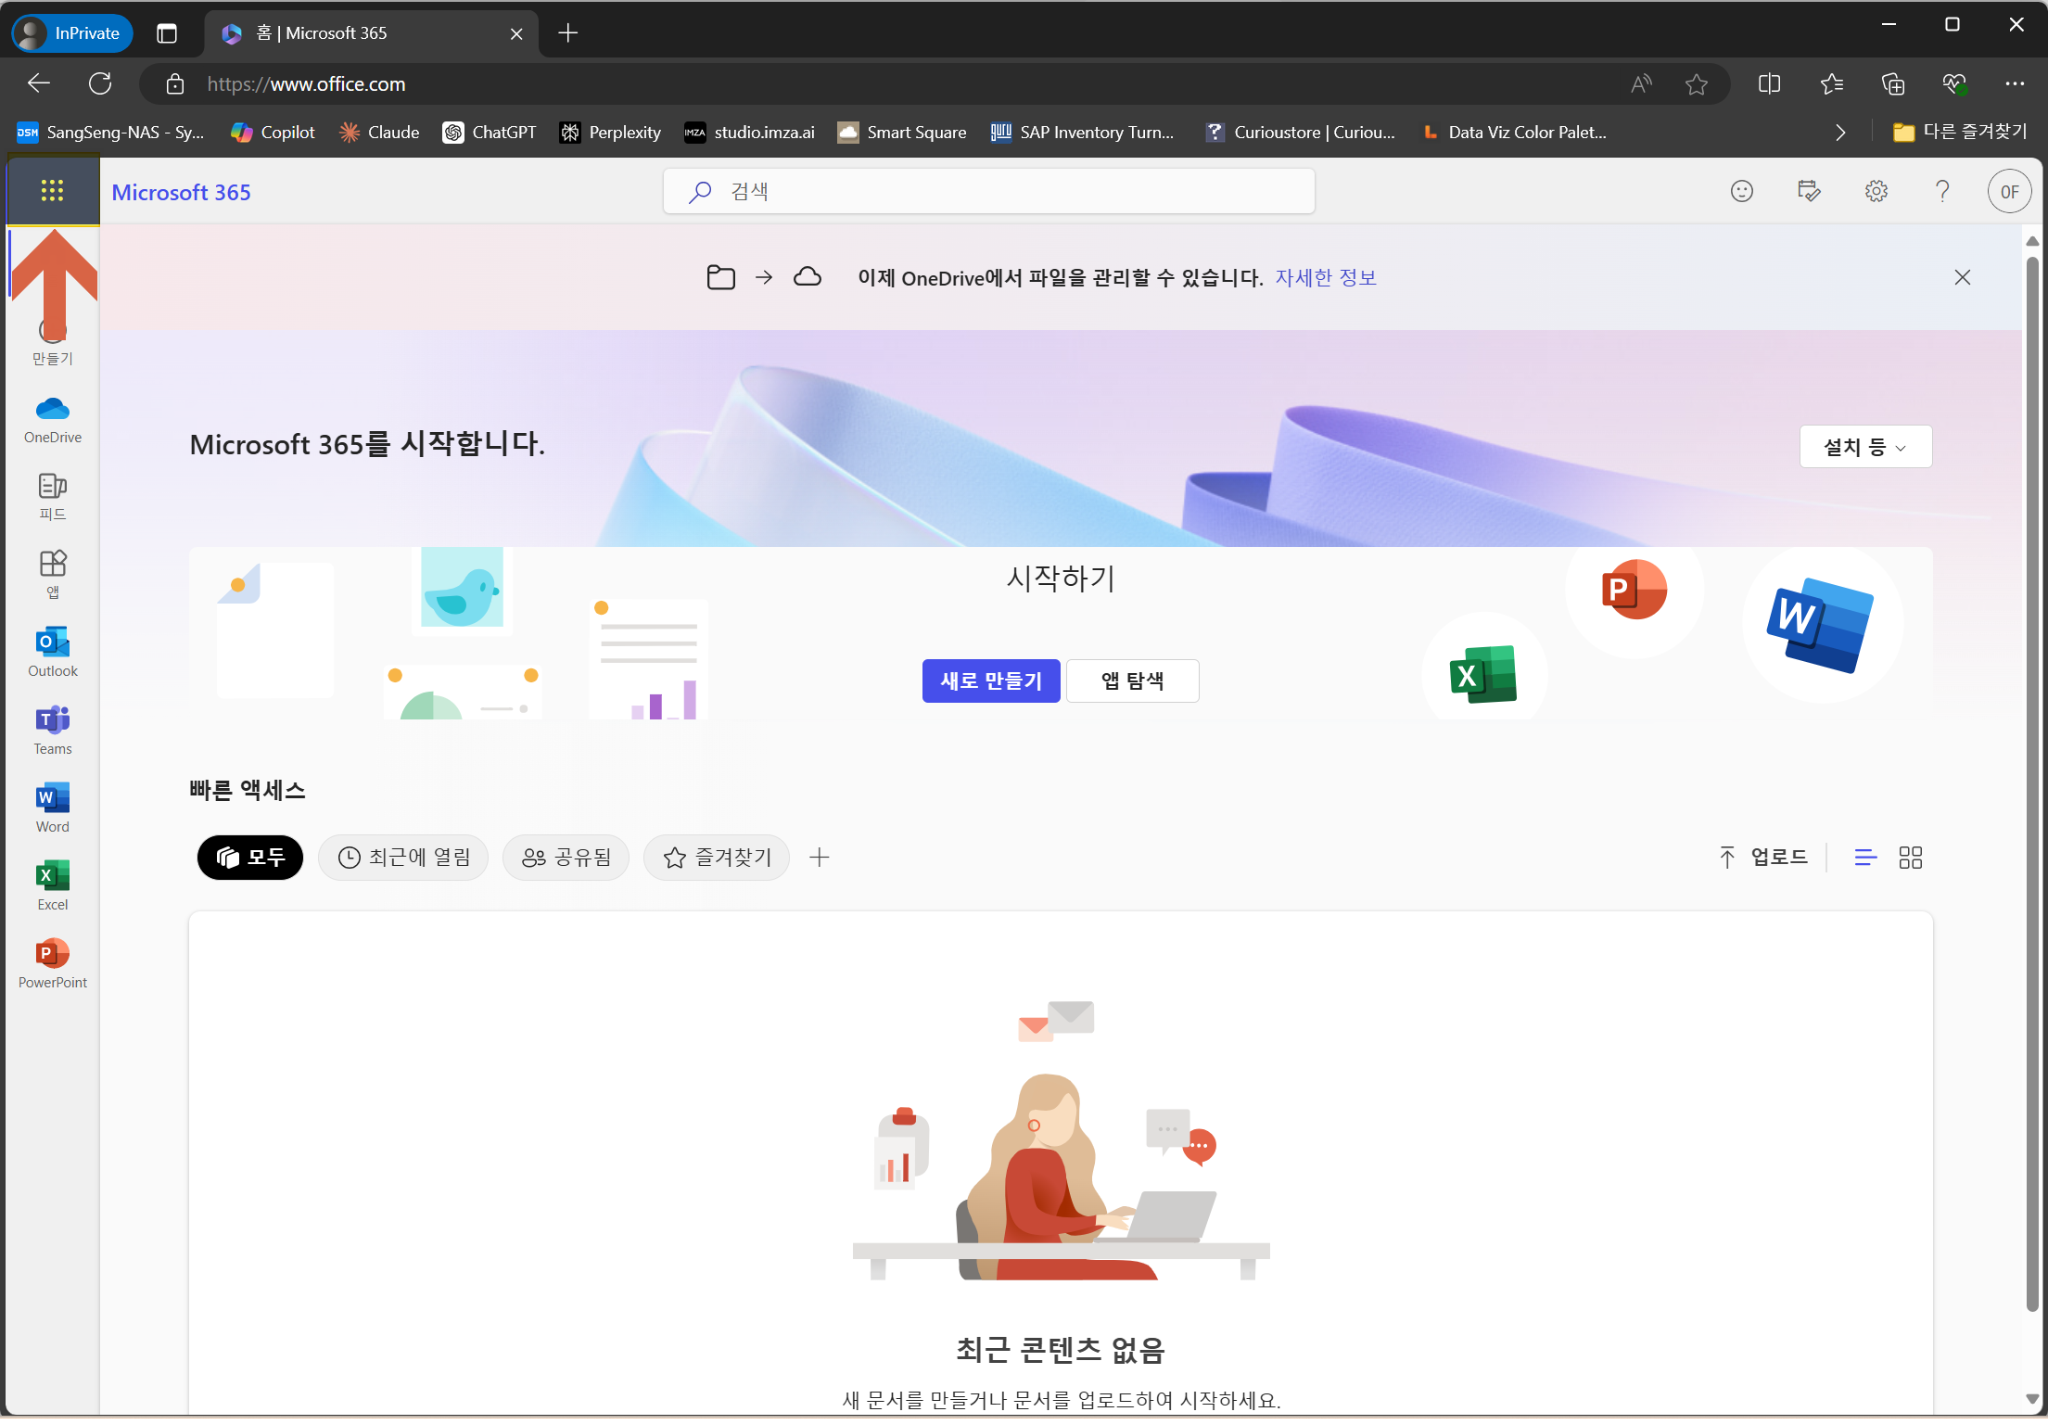 InPrivate
홈 | Microsoft 365
https://www.office.com
SangSeng-NAS - Sy...
Copilot
Claude
ChatGPT
Perplexity
studio.imza.ai
Smart Square
SAP Inventory Turn...
Curioustore | Curiou...
Data Viz Color Palet...
다른 즐겨찾기
Microsoft 365
검색
OF
이제 OneDrive에서 파일을 관리할 수 있습니다. 자세한 정보
만들기
OneDrive
피드
앱
Outlook
Teams
Word
Excel
PowerPoint
Microsoft 365를 시작합니다.
설치 등
시작하기
새로 만들기
앱 탐색
빠른 액세스
모두
최근에 열림
공유됨
즐겨찾기
업로드
최근 콘텐츠 없음
새 문서를 만들거나 문서를 업로드하여 시작하세요.